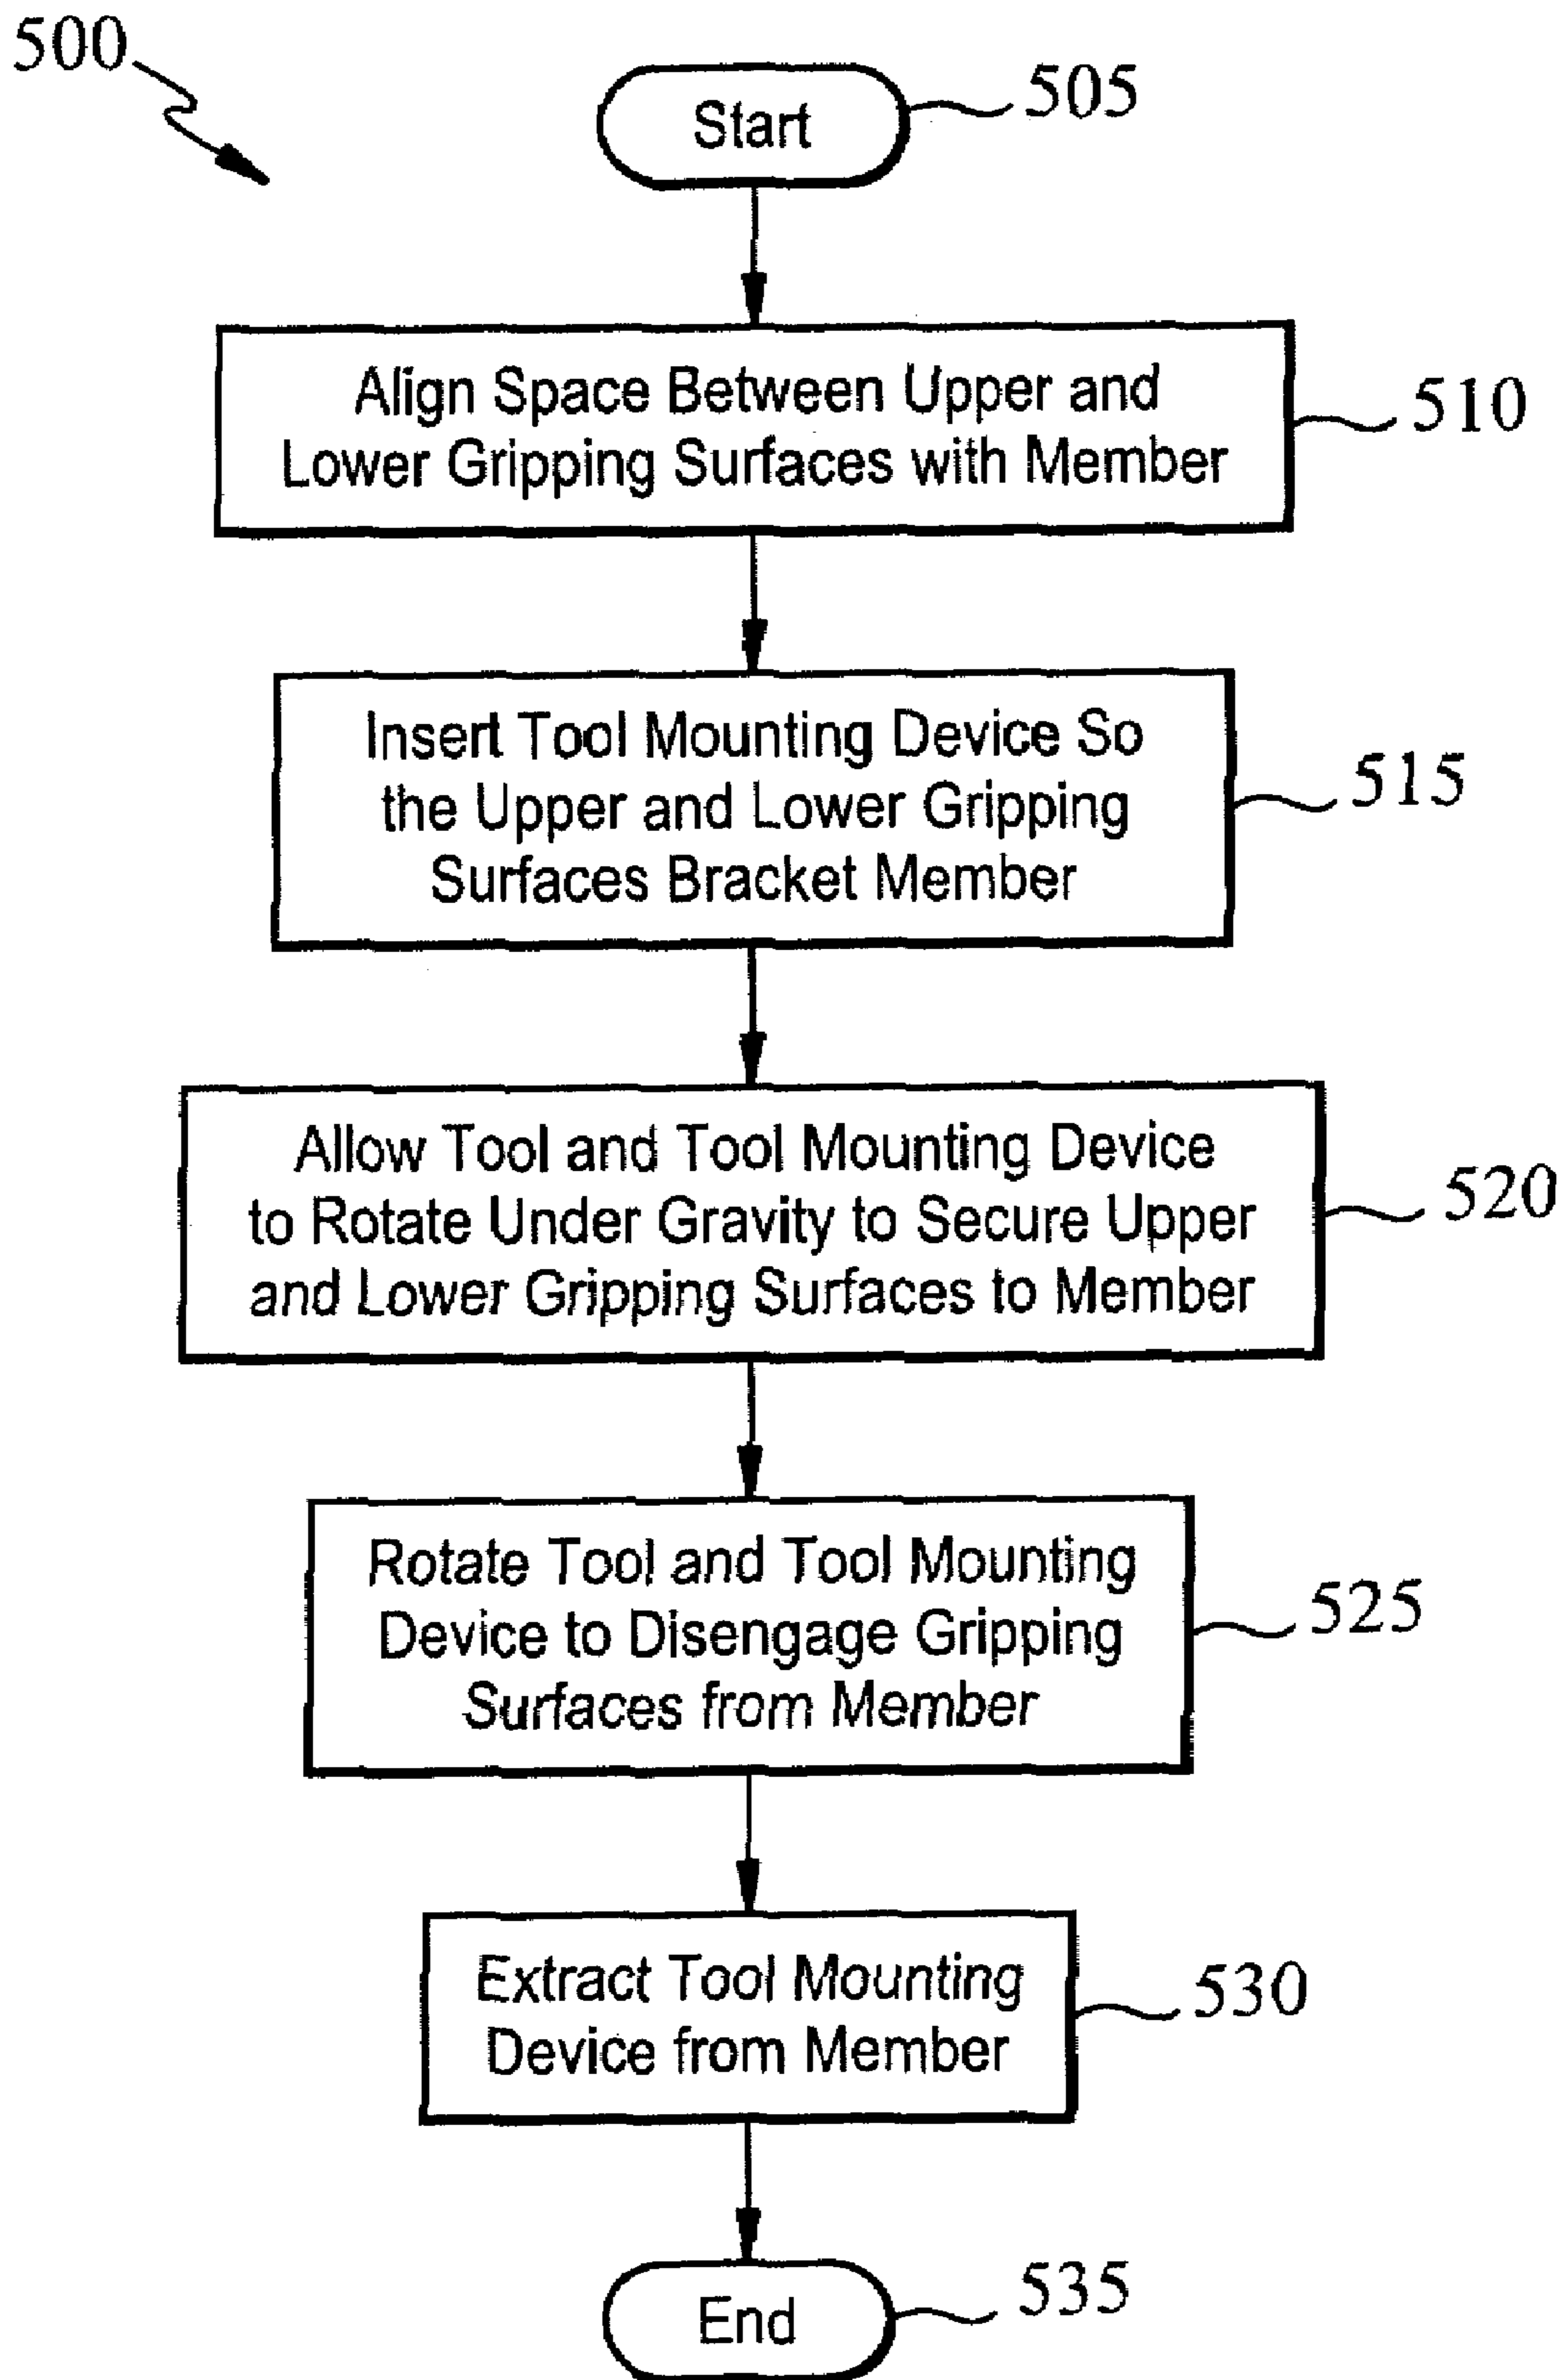 500
Start
505
Align Space Between Upper and
Lower Gripping Surfaces with Member
510
Insert Tool Mounting Device So
the Upper and Lower Gripping
Surfaces Bracket Member
515
Allow Tool and Tool Mounting Device
to Rotate Under Gravity to Secure Upper
and Lower Gripping Surfaces to Member
520
Rotate Tool and Tool Mounting
Device to Disengage Gripping
Surfaces from Member
525
Extract Tool Mounting
Device from Member
530
End
535